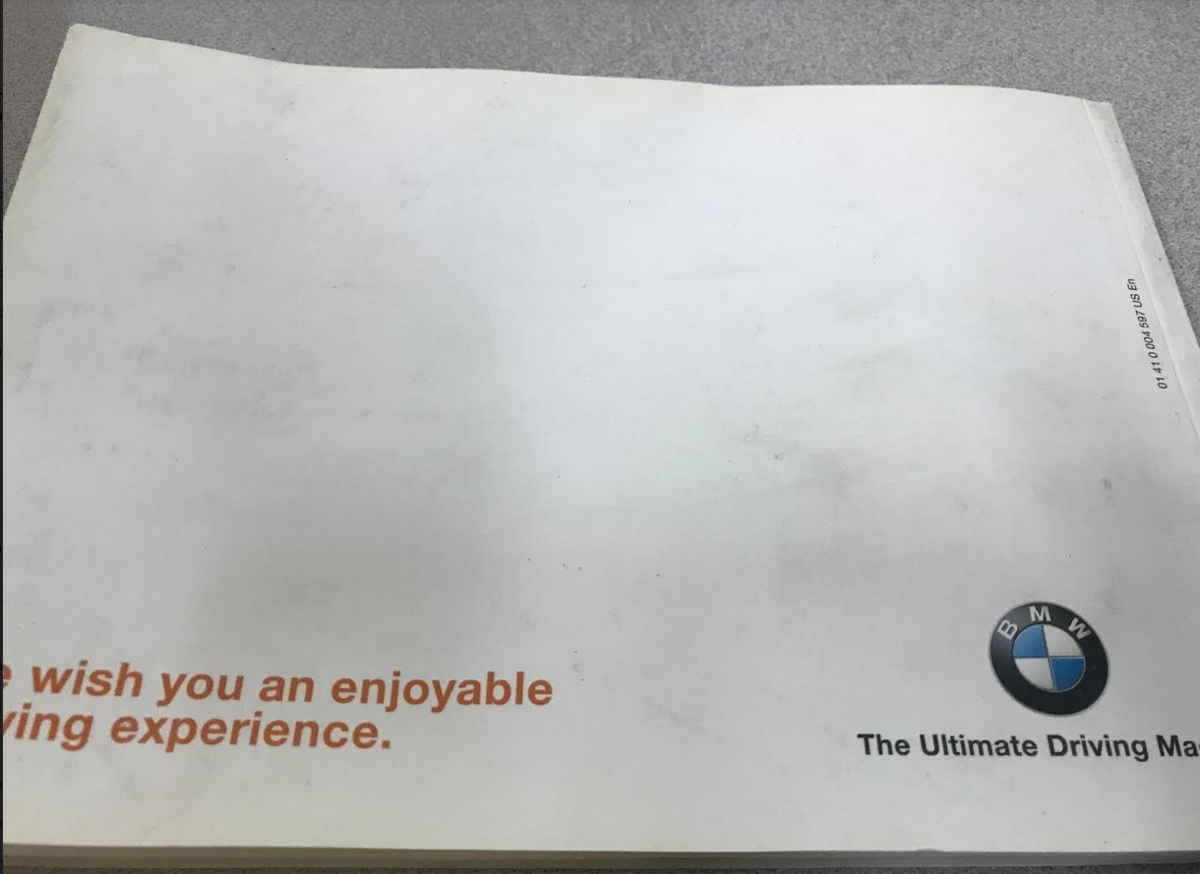 01 41 0 004 597 US En
BMW
wish you an enjoyable
ving experience.
The Ultimate Driving Ma